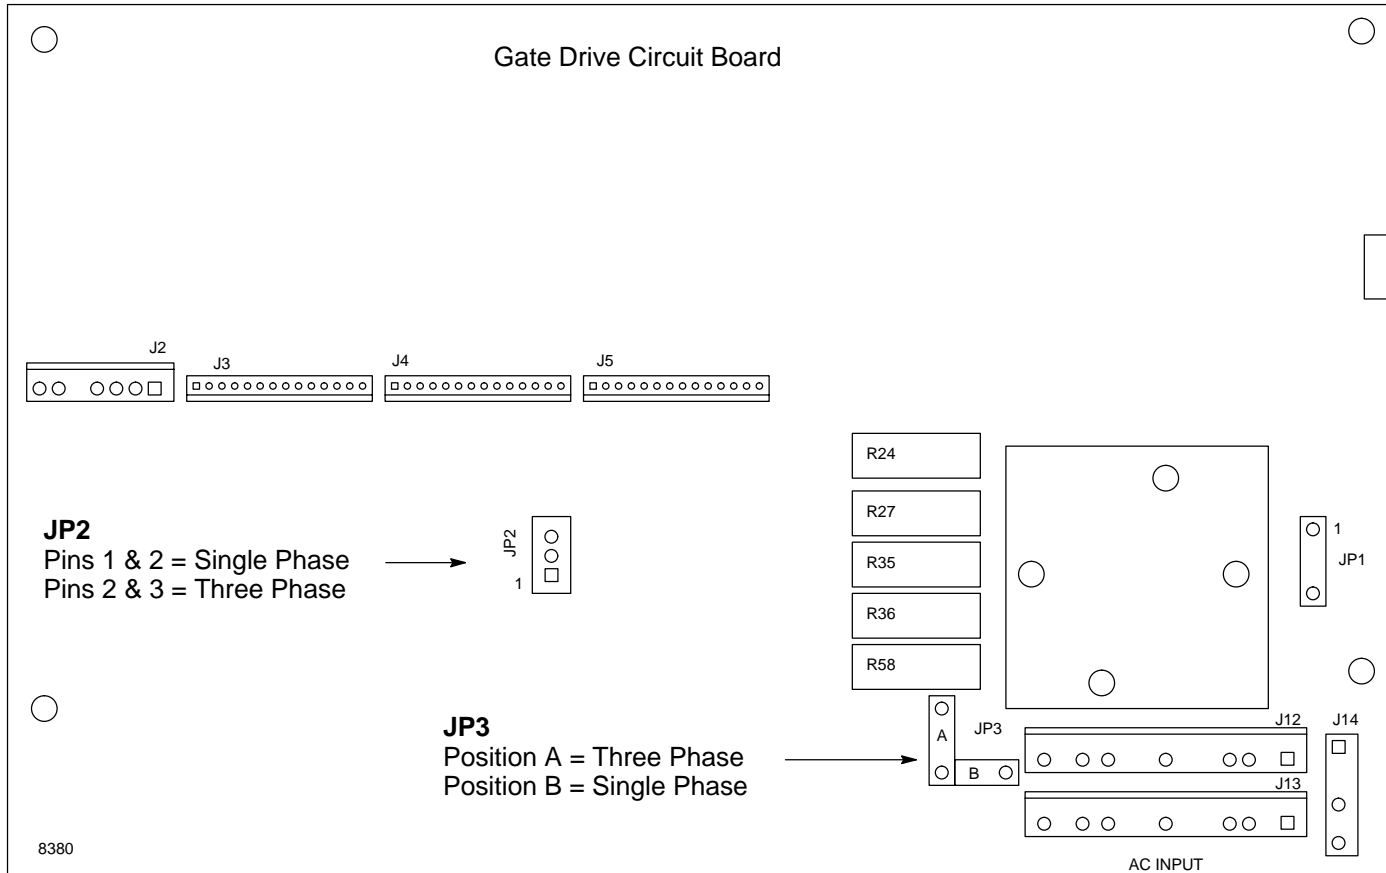 Gate Drive Circuit Board
J2
J3
J4
J5
R24
R27
R35
R36
R58
JP2
Pins 1 & 2 = Single Phase
Pins 2 & 3 = Three Phase
JP2
1
1
JP1
JP3
Position A = Three Phase
Position B = Single Phase
A
JP3
B
J12
J14
J13
8380
AC INPUT